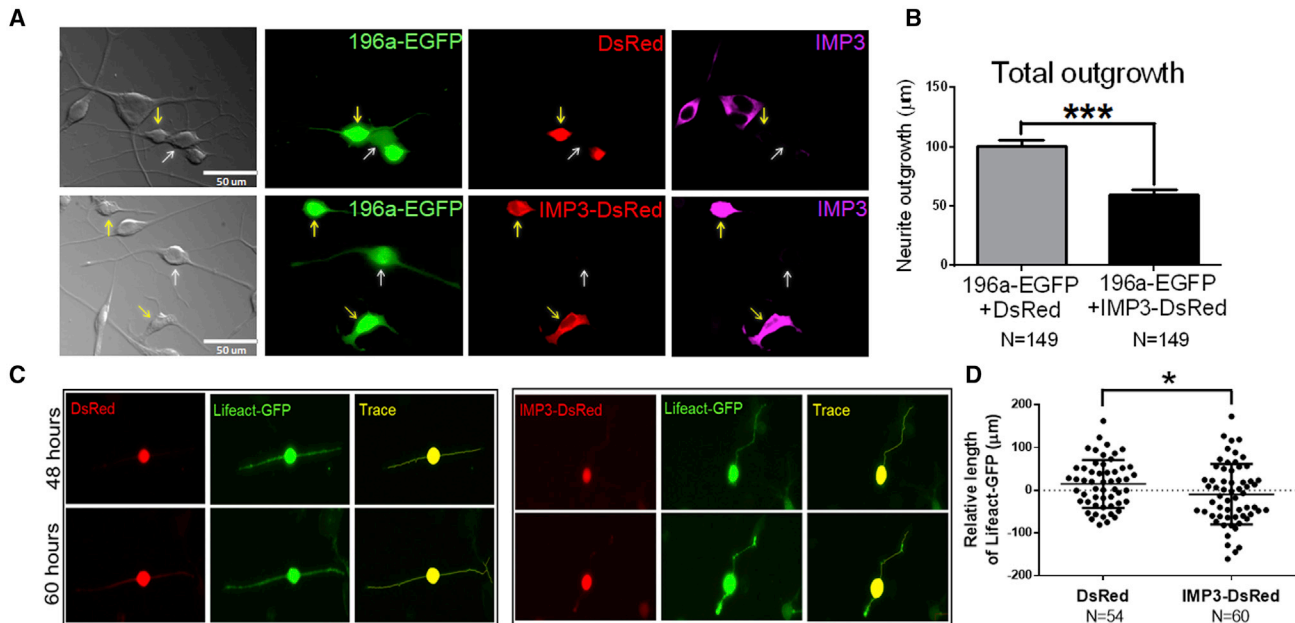 A
196a-EGFP
DsRed
IMP3
50 um
196a-EGFP
IMP3-DsRed
IMP3
50 um
B
Total outgrowth
***
Neurite outgrowth (μm)
150
100
50
0
196a-EGFP
+DsRed
N=149
196a-EGFP
+IMP3-DsRed
N=149
C
48 hours
DsRed
Lifeact-GFP
Trace
IMP3-DsRed
Lifeact-GFP
Trace
60 hours
D
*
Relative length
of Lifeact-GFP (μm)
200
100
0
-100
-200
DsRed
N=54
IMP3-DsRed
N=60